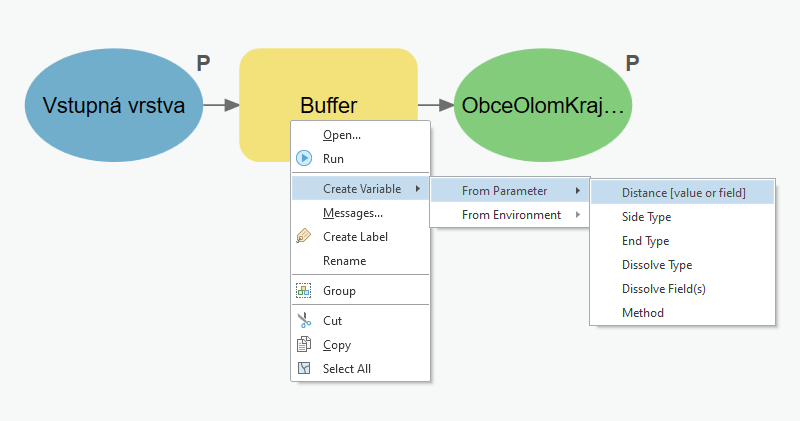 P
P
Vstupná vrstva
Buffer
ObceOlomKraj...
Open...
Run
Create Variable
From Parameter
Distance [value or field]
Messages...
From Environment
Side Type
Create Label
End Type
Rename
Dissolve Type
Group
Dissolve Field(s)
Cut
Method
Copy
Select All